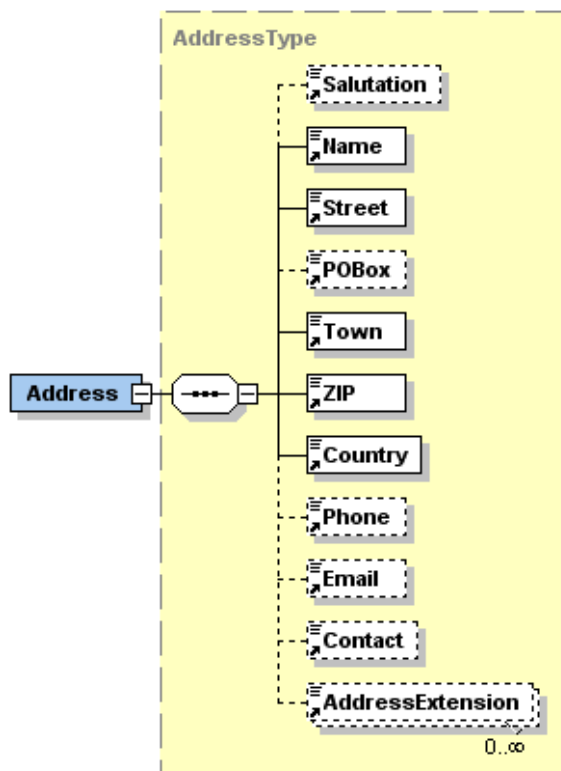 AddressType
Salutation
Name
Street
POBox
Town
Address
ZIP
Country
Phone
Email
Contact
AddressExtension
0..∞